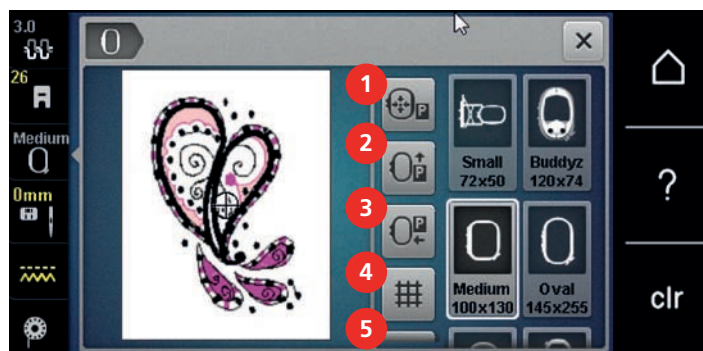 3.0
26
Medium
0mm
1
P
2
P
3
P
4
5
Small
72x50
Buddyz
120x74
Medium
100x130
Oval
145x255
?
clr